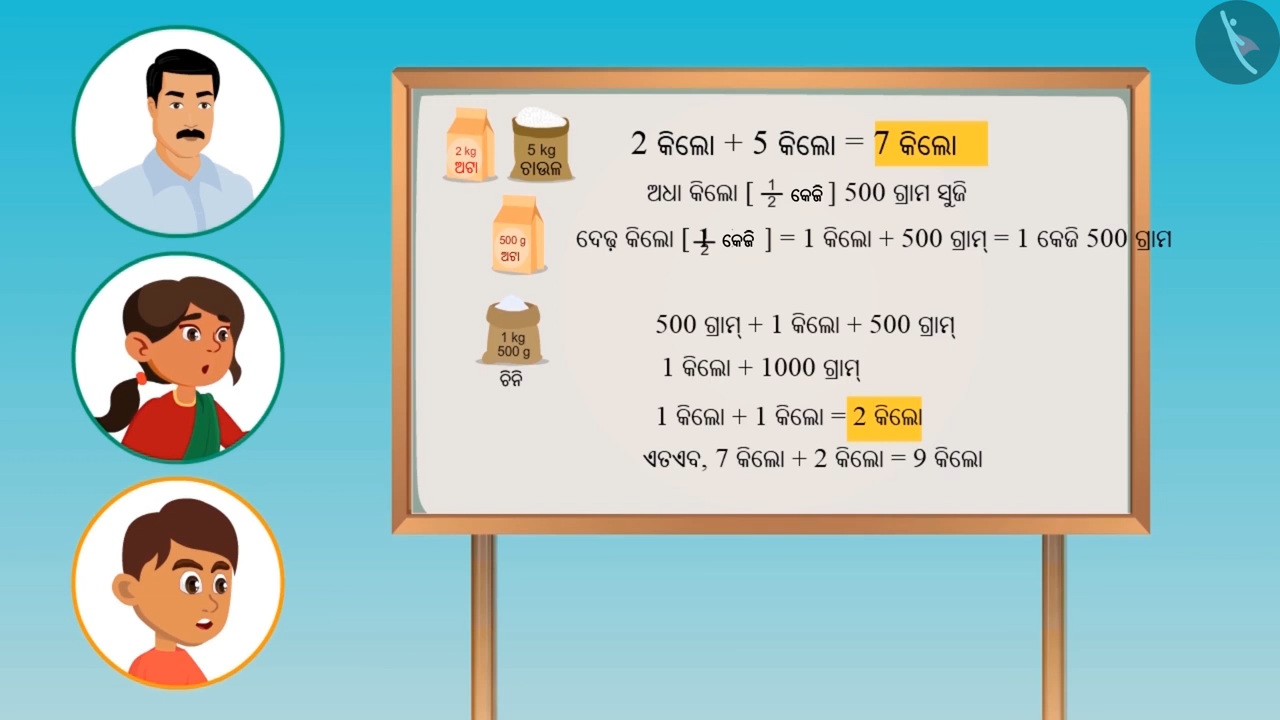 2 kg
ଅଟା
5 kg
ଚାଉଳ
2 କିଲୋ + 5 କିଲୋ = 7 କିଲୋ
ଅଧା କିଲୋ [ 1/2 କେଜି ] 500 ଗ୍ରାମ ସୁଜି
500 g
ଅଟା
ଦେଢ଼ କିଲୋ [ 1/2 କେଜି ] = 1 କିଲୋ + 500 ଗ୍ରାମ୍ = 1 କେଜି 500 ଗ୍ରାମ
1 kg
500 g
ଚିନି
500 ଗ୍ରାମ୍ + 1 କିଲୋ + 500 ଗ୍ରାମ୍
1 କିଲୋ + 1000 ଗ୍ରାମ୍
1 କିଲୋ + 1 କିଲୋ = 2 କିଲୋ
ଏତଏବ, 7 କିଲୋ + 2 କିଲୋ = 9 କିଲୋ